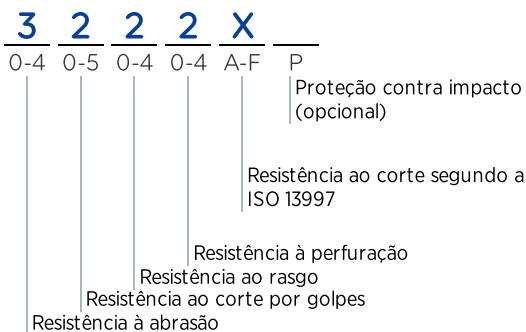 3 2 2 2 X
0-4 0-5 0-4 0-4 A-F P
Proteção contra impacto
(opcional)
Resistência ao corte segundo a
ISO 13997
Resistência à perfuração
Resistência ao rasgo
Resistência ao corte por golpes
Resistência à abrasão